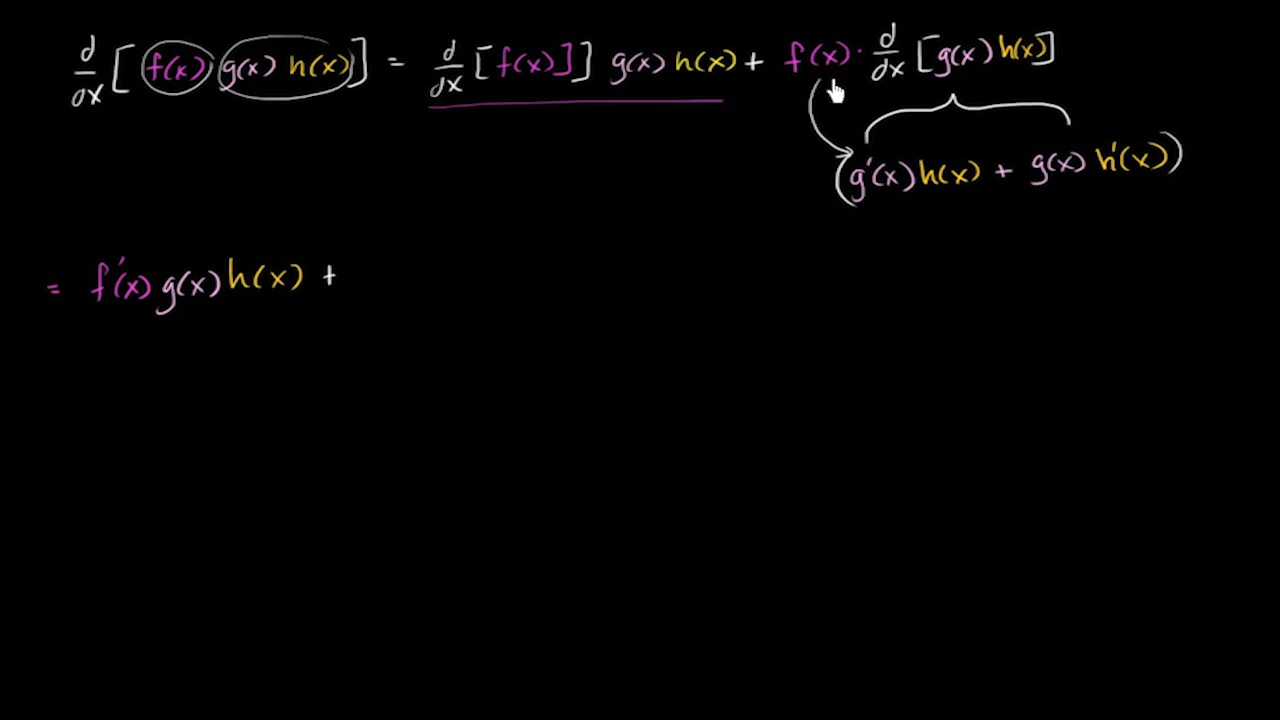 d/dx [f(x) g(x) h(x)] = d/dx [f(x)]] g(x) h(x) + f(x) · d/dx [g(x) h(x)]
(g'(x) h(x) + g(x) h'(x))
= f'(x) g(x) h(x) +